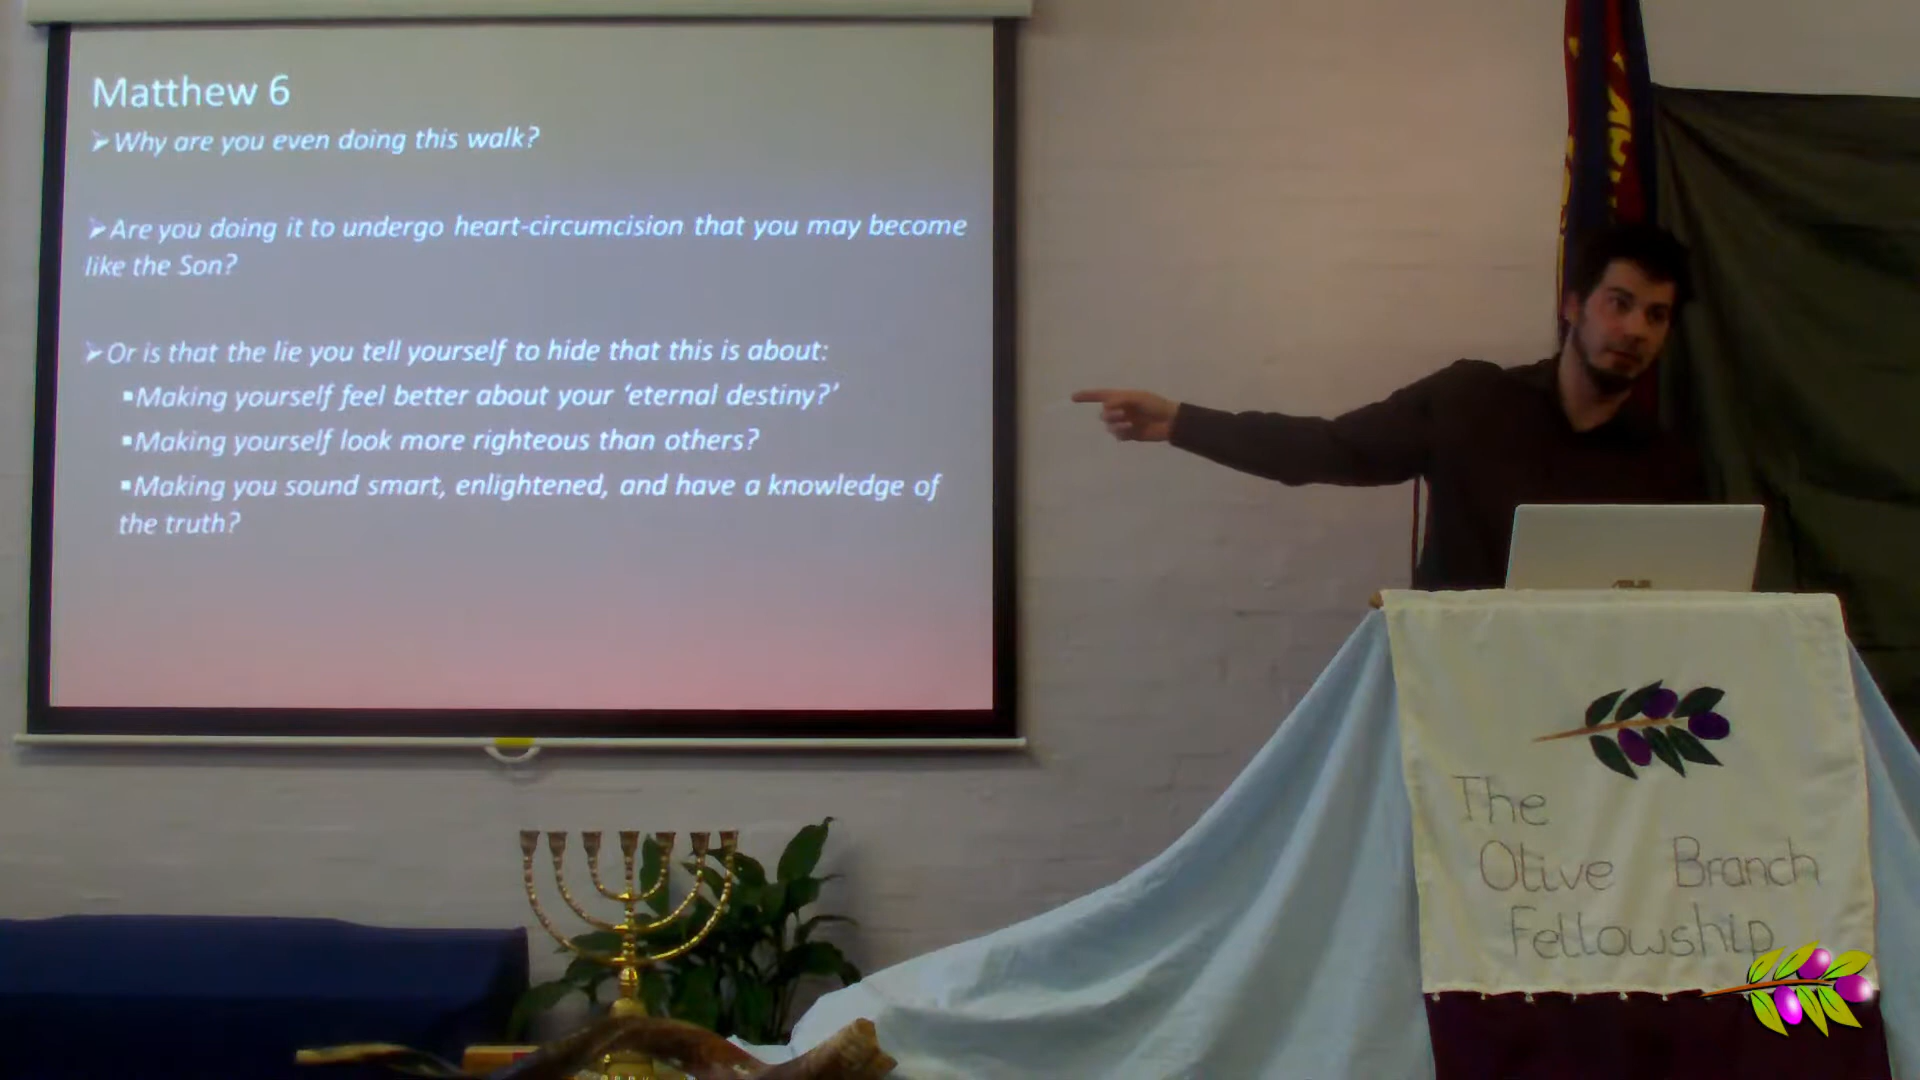 Matthew 6
➢Why are you even doing this walk?
➢Are you doing it to undergo heart-circumcision that you may become
like the Son?
➢Or is that the lie you tell yourself to hide that this is about:
▪Making yourself feel better about your ‘eternal destiny?’
▪Making yourself look more righteous than others?
▪Making you sound smart, enlightened, and have a knowledge of
the truth?
ASUS
The
Olive Branch
Fellowship